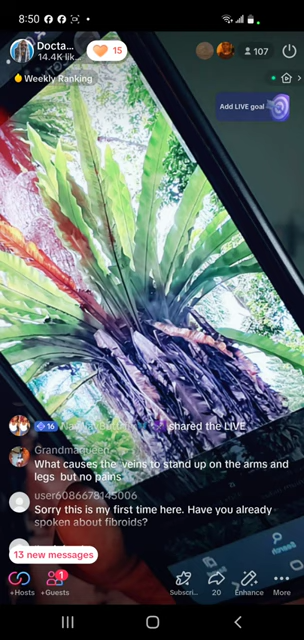 8:50
Docta...
14.4K lik...
15
107
Weekly Ranking
Add LIVE goal
16
shared the LIVE
Grandmaqueen
What causes the veins to stand up on the arms and
legs but no pains
user6086678145006
Sorry this is my first time here. Have you already
spoken about fibroids?
13 new messages
1
+Hosts
+Guests
Subscri...
20
Enhance
More